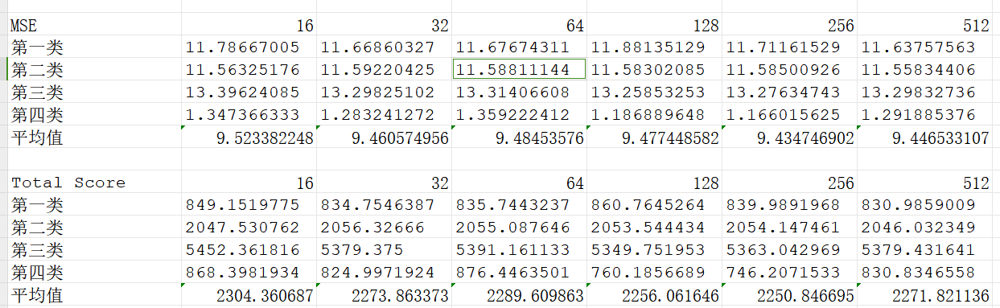 MSE 16 32 64 128 256 512
第一类 11.78667005 11.66860327 11.67674311 11.88135129 11.71161529 11.63757563
第二类 11.56325176 11.59220425 11.58811144 11.58302085 11.58500926 11.55834406
第三类 13.39624085 13.29825102 13.31406608 13.25853253 13.27634743 13.29832736
第四类 1.347366333 1.283241272 1.359222412 1.186889648 1.166015625 1.291885376
平均值 9.523382248 9.460574956 9.48453576 9.477448582 9.434746902 9.446533107
Total Score 16 32 64 128 256 512
第一类 849.1519775 834.7546387 835.7443237 860.7645264 839.9891968 830.9859009
第二类 2047.530762 2056.32666 2055.087646 2053.544434 2054.147461 2046.032349
第三类 5452.361816 5379.375 5391.161133 5349.751953 5363.042969 5379.431641
第四类 868.3981934 824.9971924 876.4463501 760.1856689 746.2071533 830.8346558
平均值 2304.360687 2273.863373 2289.609863 2256.061646 2250.846695 2271.821136